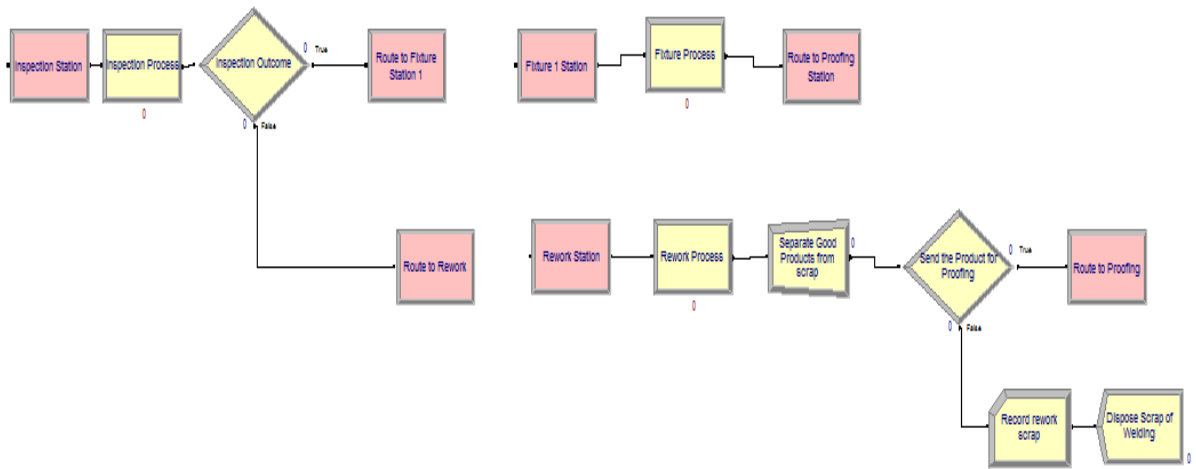 Inspection Station
Inspection Process
0
Inspection Outcome
0
True
0
False
Route to Fixture
Station 1
Fixture 1 Station
Fixture Process
0
Route to Proofing
Station
Route to Rework
Rework Station
Rework Process
0
Separate Good
Products from
scrap
0
Send the Product for
Proofing
0
True
0
False
Route to Proofing
Record rework
scrap
Dispose Scrap of
Welding
0